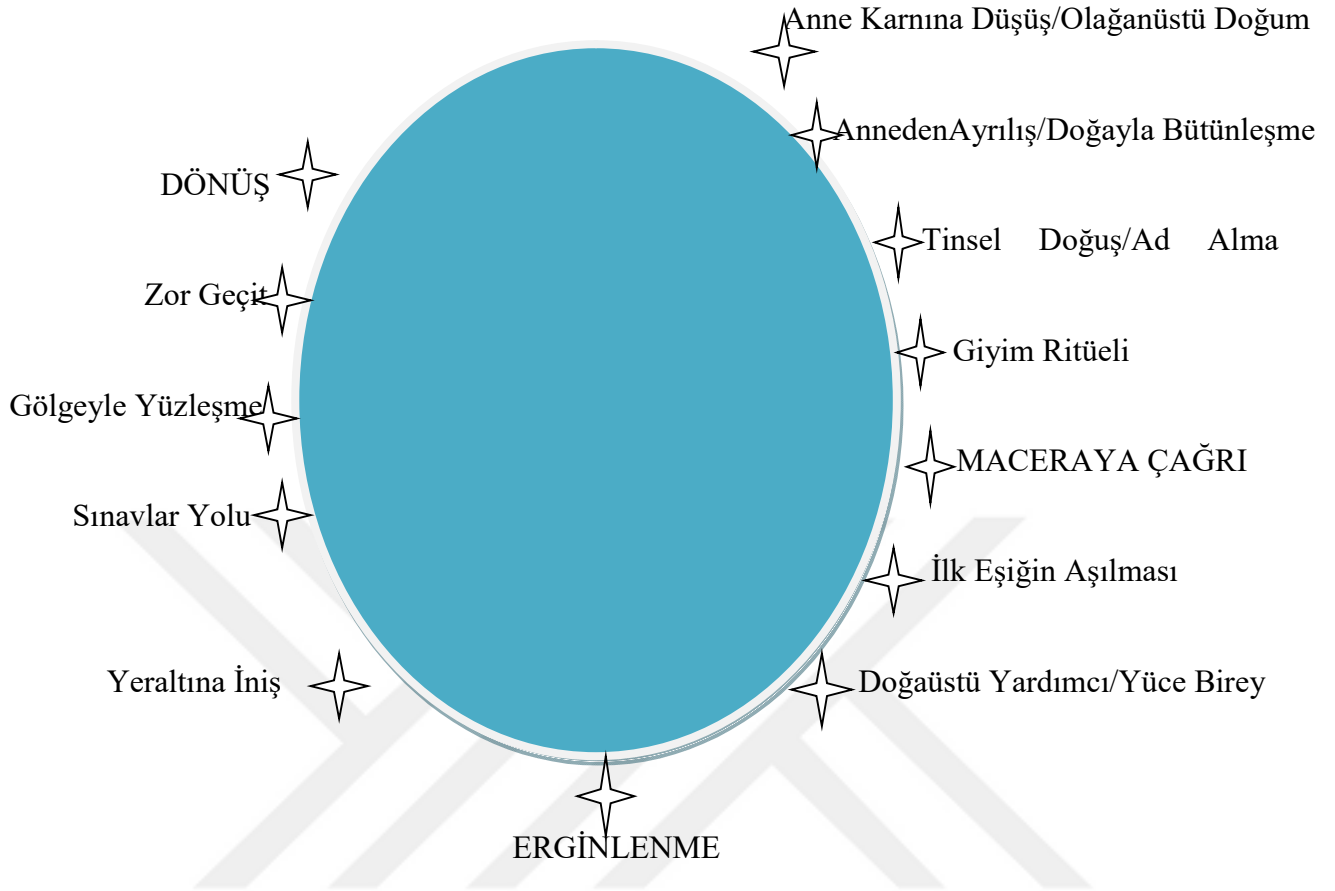 Anne Karnına Düşüş/Olağanüstü Doğum
AnnedenAyrılış/Doğayla Bütünleşme
DÖNÜŞ
Tinsel Doğuş/Ad Alma
Zor Geçit
Giyim Ritüeli
Gölgeyle Yüzleşme
MACERAYA ÇAĞRI
Sınavlar Yolu
İlk Eşiğin Aşılması
Yeraltına İniş
Doğaüstü Yardımcı/Yüce Birey
ERGİNLENME